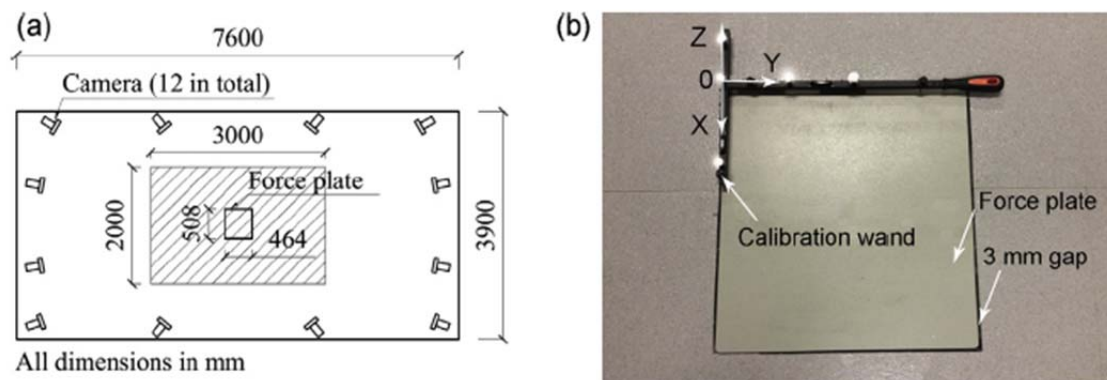 (a)
7600
Camera (12 in total)
3000
Force plate
2000
508
464
3900
All dimensions in mm
(b)
Z
0
Y
X
Calibration wand
Force plate
3 mm gap